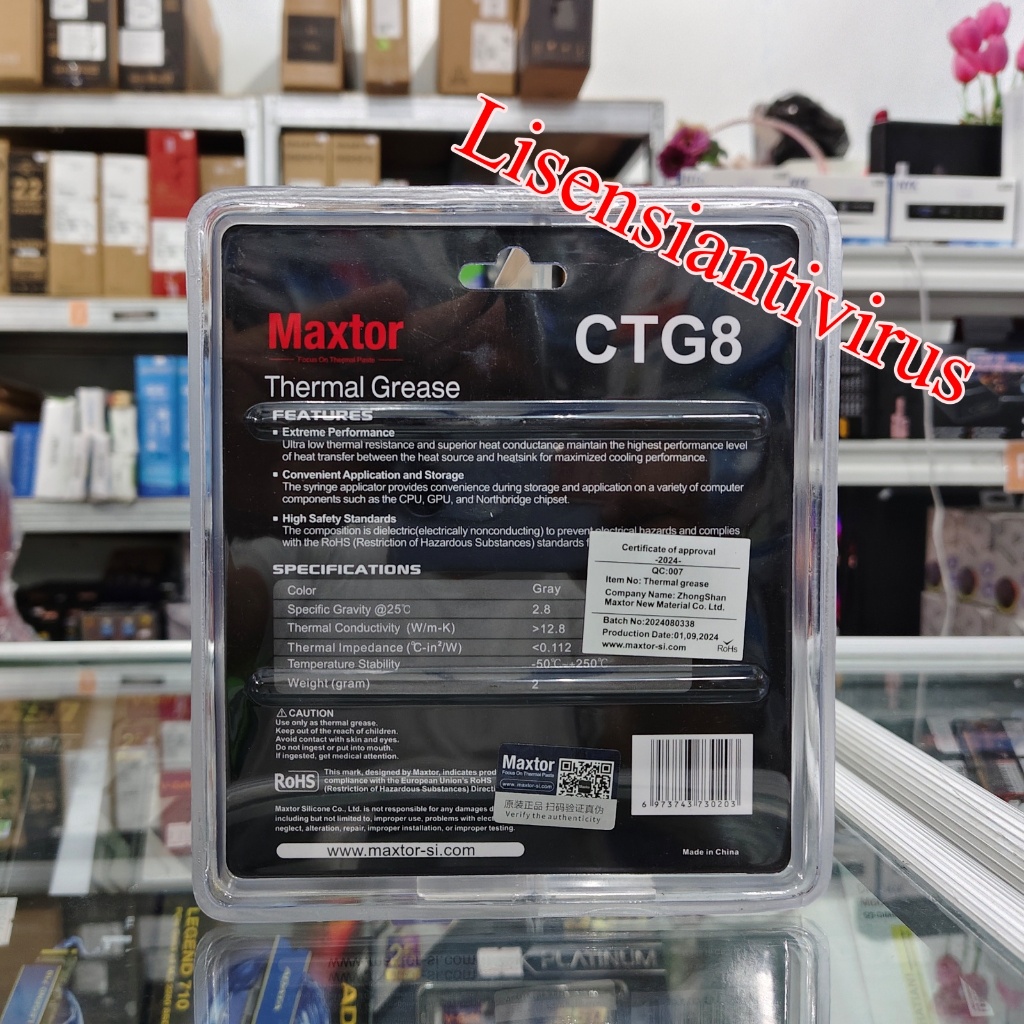 Lisensiantivirus
22
Maxtor
Focus On Thermal Paste
CTG8
Thermal Grease
FEATURES
Extreme Performance
Ultra low thermal resistance and superior heat conductance maintain the highest performance level
of heat transfer between the heat source and heatsink for maximized cooling performance.
Convenient Application and Storage
The syringe applicator provides convenience during storage and application on a variety of computer
components such as the CPU, GPU, and Northbridge chipset.
High Safety Standards
The composition is dielectric(electrically nonconducting) to prevent electrical hazards and complies
with the RoHS (Restriction of Hazardous Substances) standards
SPECIFICATIONS
Color Gray
Specific Gravity @25℃ 2.8
Thermal Conductivity (W/m-K) >12.8
Thermal Impedance (℃-in²/W) <0.112
Temperature Stability -50℃~+250℃
Weight (gram) 2
Certificate of approval
-2024-
QC:007
Item No: Thermal grease
Company Name: ZhongShan
Maxtor New Material Co. Ltd.
Batch No:2024080338
Production Date:01,09,2024
www.maxtor-si.com
RoHs
CAUTION
Use only as thermal grease.
Keep out of the reach of children.
Avoid contact with skin and eyes.
Do not ingest or put into mouth.
If ingested, get medical attention.
RoHS
This mark, designed by Maxtor, indicates
compliance with the European Union's RoHS
(Restriction of Hazardous Substances)
Maxtor Silicone Co., Ltd. is not responsible for any damages
including but not limited to, improper use, problems with
neglect, alteration, repair, improper installation, or improper testing.
www.maxtor-si.com
Maxtor
Focus On Thermal Paste
www.maxtor-si.com
原装正品 扫码验证真伪
Verify the authenticity
6 973743 730203
Made in China
LEGEND 710
PLATINUM